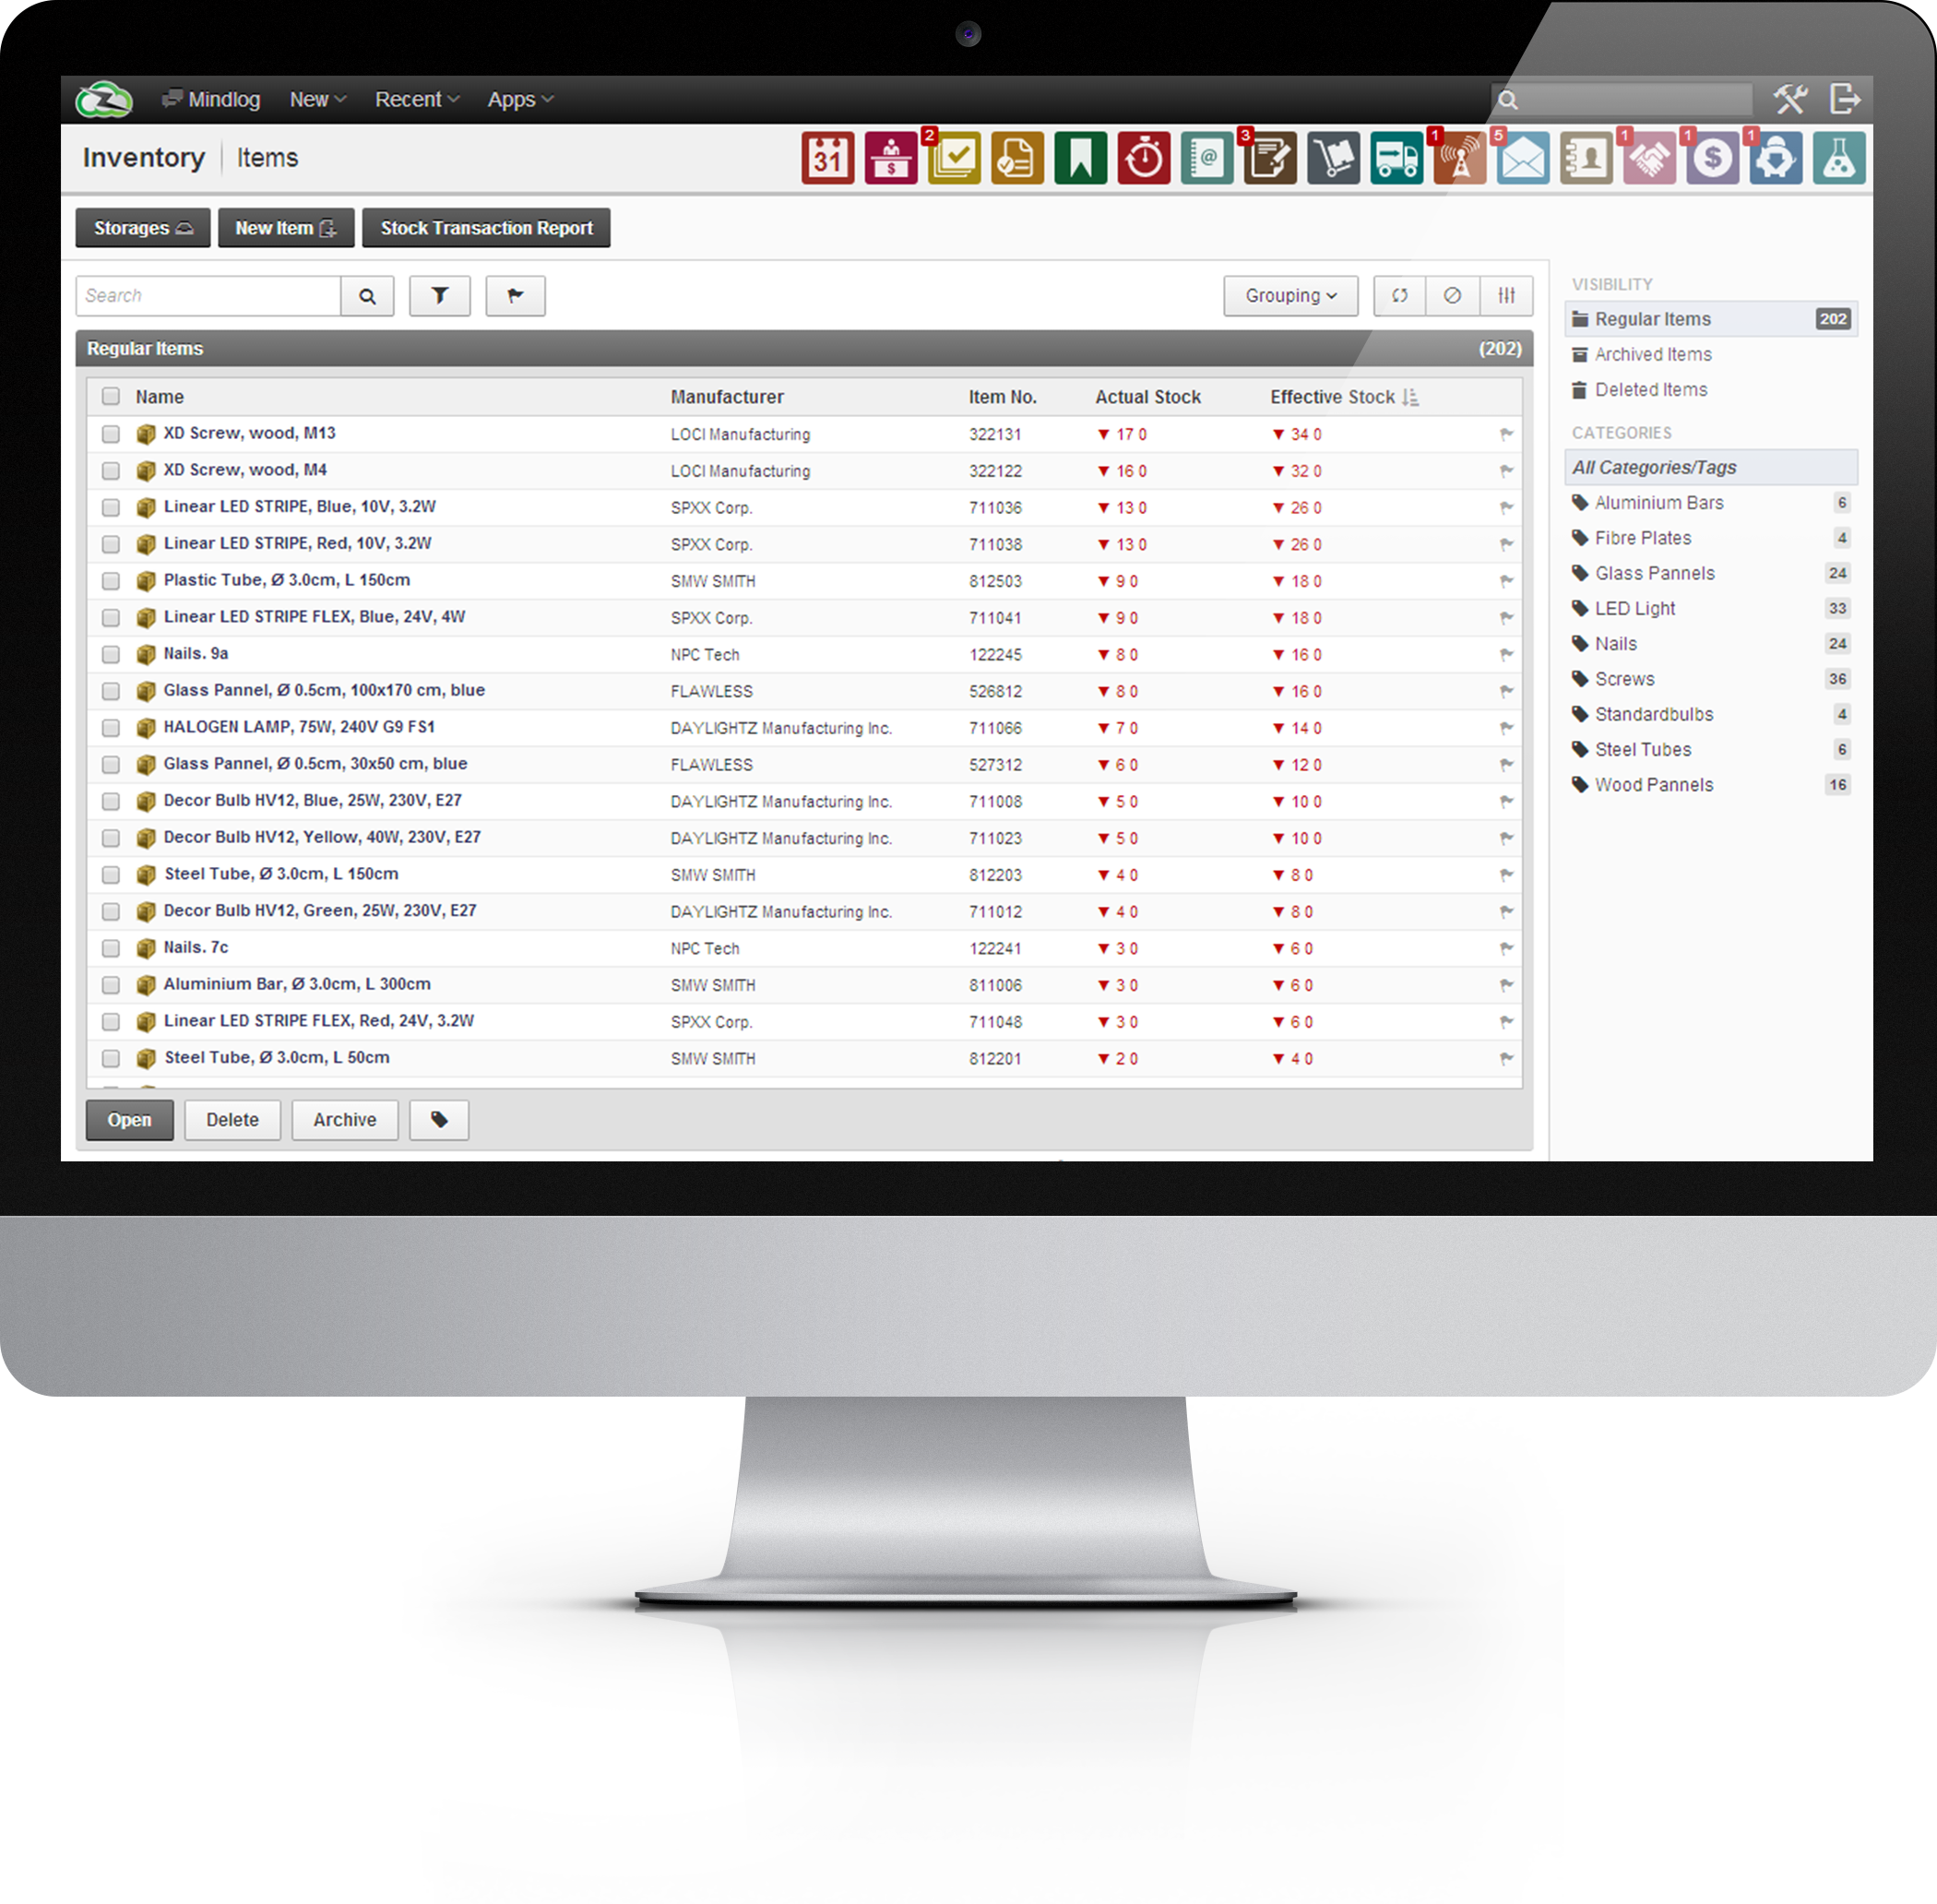 Mindlog New Recent Apps
Inventory Items
31 2 3 1 5 1 1 1
Storages New Item Stock Transaction Report
Search Grouping
Regular Items (202)
Name Manufacturer Item No. Actual Stock Effective Stock
XD Screw, wood, M13 LOCI Manufacturing 322131 ▼ 17 0 ▼ 34 0
XD Screw, wood, M4 LOCI Manufacturing 322122 ▼ 16 0 ▼ 32 0
Linear LED STRIPE, Blue, 10V, 3.2W SPXX Corp. 711036 ▼ 13 0 ▼ 26 0
Linear LED STRIPE, Red, 10V, 3.2W SPXX Corp. 711038 ▼ 13 0 ▼ 26 0
Plastic Tube, Ø 3.0cm, L 150cm SMW SMITH 812503 ▼ 9 0 ▼ 18 0
Linear LED STRIPE FLEX, Blue, 24V, 4W SPXX Corp. 711041 ▼ 9 0 ▼ 18 0
Nails. 9a NPC Tech 122245 ▼ 8 0 ▼ 16 0
Glass Pannel, Ø 0.5cm, 100x170 cm, blue FLAWLESS 526812 ▼ 8 0 ▼ 16 0
HALOGEN LAMP, 75W, 240V G9 FS1 DAYLIGHTZ Manufacturing Inc. 711066 ▼ 7 0 ▼ 14 0
Glass Pannel, Ø 0.5cm, 30x50 cm, blue FLAWLESS 527312 ▼ 6 0 ▼ 12 0
Decor Bulb HV12, Blue, 25W, 230V, E27 DAYLIGHTZ Manufacturing Inc. 711008 ▼ 5 0 ▼ 10 0
Decor Bulb HV12, Yellow, 40W, 230V, E27 DAYLIGHTZ Manufacturing Inc. 711023 ▼ 5 0 ▼ 10 0
Steel Tube, Ø 3.0cm, L 150cm SMW SMITH 812203 ▼ 4 0 ▼ 8 0
Decor Bulb HV12, Green, 25W, 230V, E27 DAYLIGHTZ Manufacturing Inc. 711012 ▼ 4 0 ▼ 8 0
Nails. 7c NPC Tech 122241 ▼ 3 0 ▼ 6 0
Aluminium Bar, Ø 3.0cm, L 300cm SMW SMITH 811006 ▼ 3 0 ▼ 6 0
Linear LED STRIPE FLEX, Red, 24V, 3.2W SPXX Corp. 711048 ▼ 3 0 ▼ 6 0
Steel Tube, Ø 3.0cm, L 50cm SMW SMITH 812201 ▼ 2 0 ▼ 4 0
Open Delete Archive
VISIBILITY
Regular Items 202
Archived Items
Deleted Items
CATEGORIES
All Categories/Tags
Aluminium Bars 6
Fibre Plates 4
Glass Pannels 24
LED Light 33
Nails 24
Screws 36
Standardbulbs 4
Steel Tubes 6
Wood Pannels 16